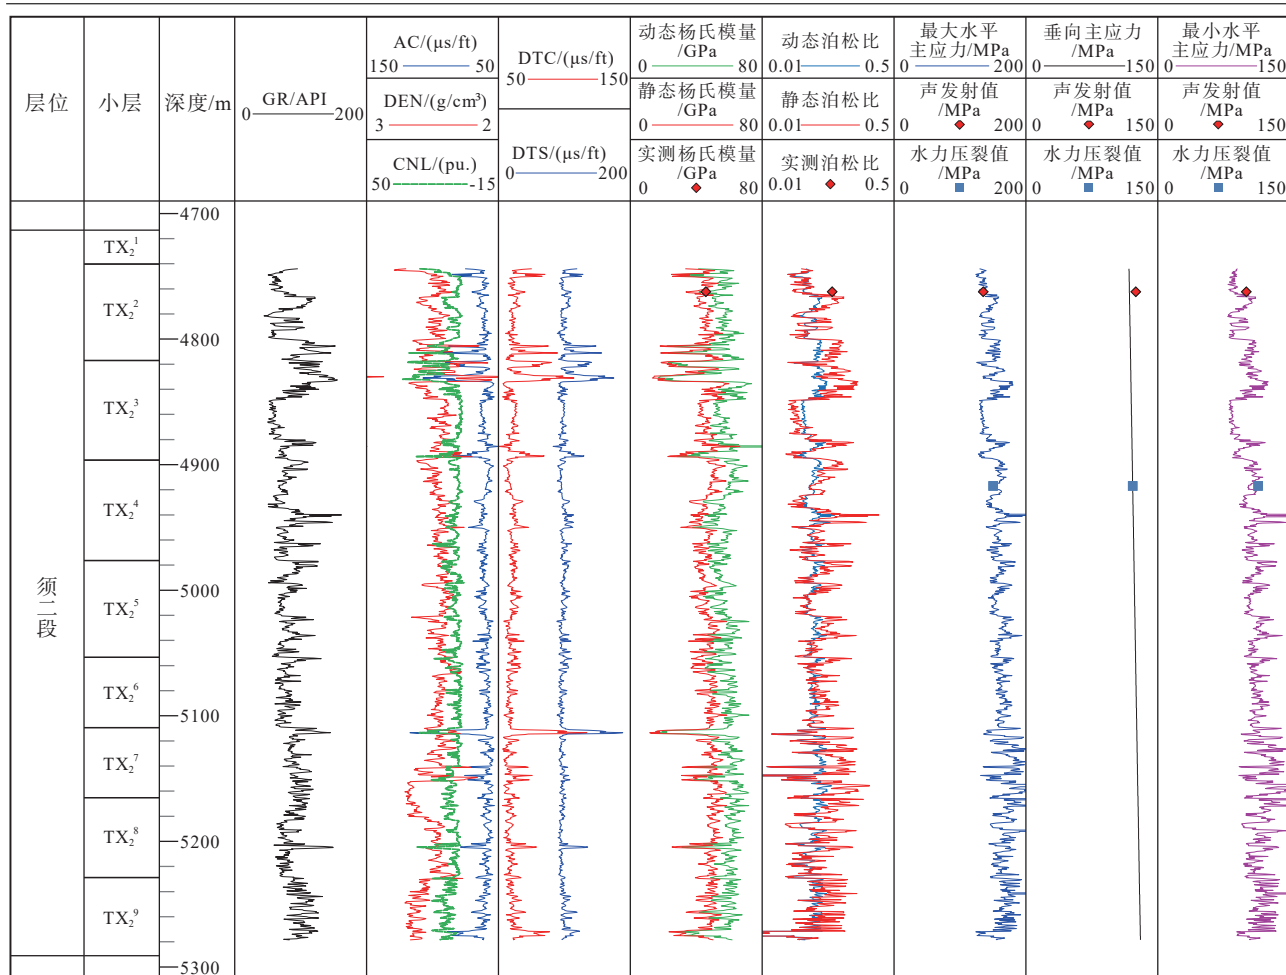 层位
小层
深度/m
GR/API
0 200
AC/(μs/ft)
150 50
DEN/(g/cm³)
3 2
CNL/(pu.)
50 -15
DTC/(μs/ft)
50 150
DTS/(μs/ft)
0 200
动态杨氏模量
/GPa
0 80
静态杨氏模量
/GPa
0 80
实测杨氏模量
/GPa
0 80
动态泊松比
0.01 0.5
静态泊松比
0.01 0.5
实测泊松比
0.01 0.5
最大水平
主应力/MPa
0 200
声发射值
/MPa
0 200
水力压裂值
/MPa
0 200
垂向主应力
/MPa
0 150
声发射值
/MPa
0 150
水力压裂值
/MPa
0 150
最小水平
主应力/MPa
0 150
声发射值
/MPa
0 150
水力压裂值
/MPa
0 150
须二段
TX₂¹
TX₂²
TX₂³
TX₂⁴
TX₂⁵
TX₂⁶
TX₂⁷
TX₂⁸
TX₂⁹
4700
4800
4900
5000
5100
5200
5300